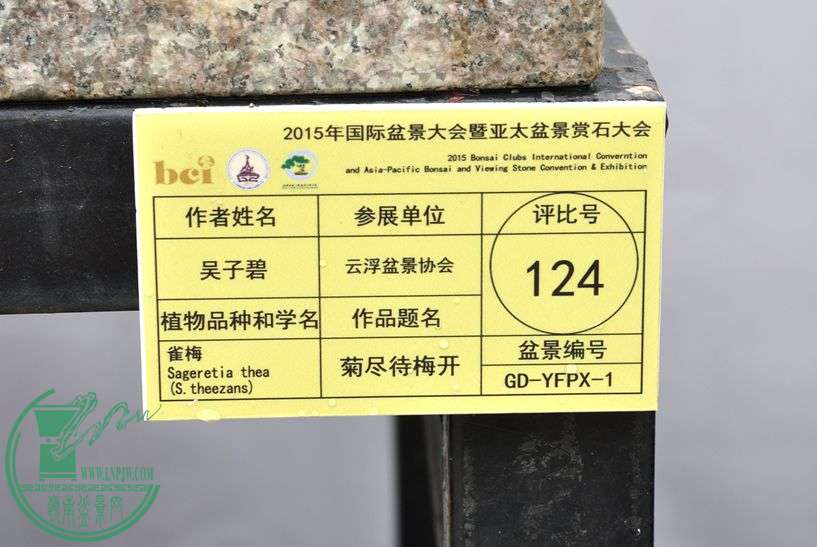 2015年国际盆景大会暨亚太盆景赏石大会
bci
2015 Bonsai Clubs International Converntion
and Asia-Pacific Bonsai and Viewing Stone Convention & Exhibition
作者姓名
参展单位
评比号
吴子碧
云浮盆景协会
124
植物品种和学名
作品题名
雀梅
Sageretia thea
(S.theezans)
菊尽待梅开
盆景编号
GD-YFPX-1
WWW.LNPJW.COM
岭南盆景网